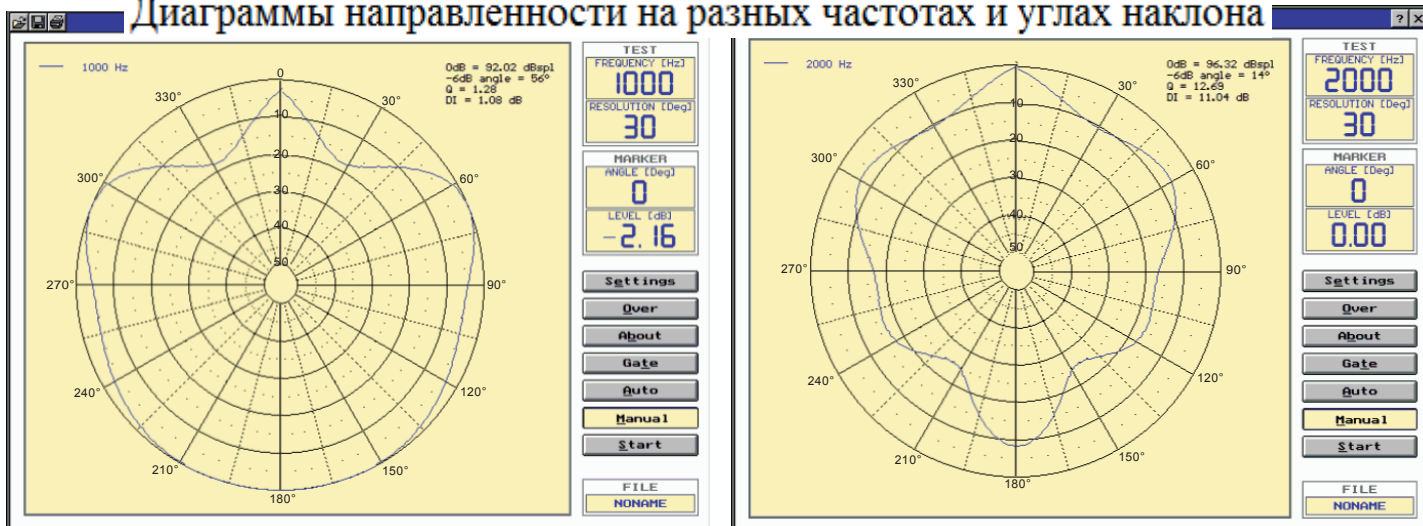 Диаграммы направленности на разных частотах и углах наклона
1000 Hz
0dB = 92.02 dBspl
-6dB angle = 56°
Q = 1.28
DI = 1.08 dB
0
30°
60°
90°
120°
150°
180°
210°
240°
270°
300°
330°
10
20
30
40
50
TEST
FREQUENCY [Hz]
1000
RESOLUTION [Deg]
30
MARKER
ANGLE [Deg]
0
LEVEL [dB]
-2.16
Settings
Over
About
Gate
Auto
Manual
Start
FILE
NONAME
2000 Hz
0dB = 96.32 dBspl
-6dB angle = 14°
Q = 12.69
DI = 11.04 dB
1
30°
60°
90°
120°
150°
180°
210°
240°
270°
300°
330°
10
20
30
40
50
TEST
FREQUENCY [Hz]
2000
RESOLUTION [Deg]
30
MARKER
ANGLE [Deg]
0
LEVEL [dB]
0.00
Settings
Over
About
Gate
Auto
Manual
Start
FILE
NONAME